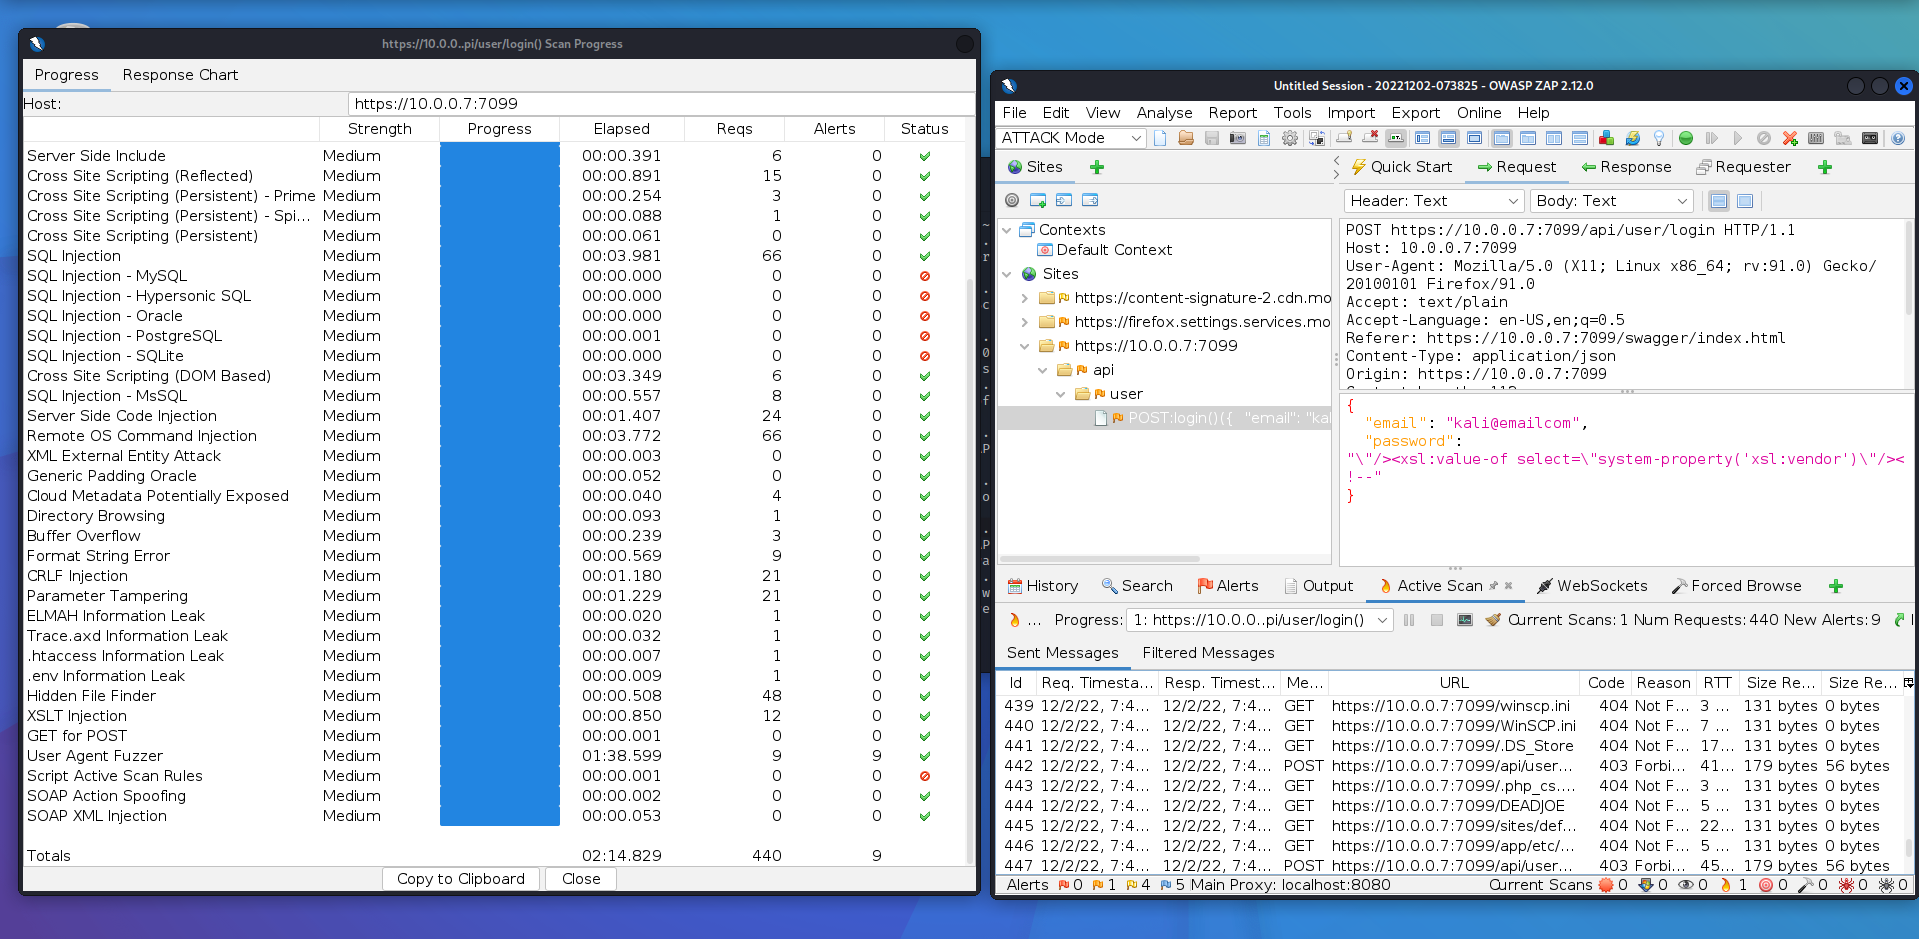 https://10.0.0..pi/user/login() Scan Progress
Progress Response Chart
Host: https://10.0.0.7:7099
Strength Progress Elapsed Reqs Alerts Status
Server Side Include Medium 00:00.391 6 0
Cross Site Scripting (Reflected) Medium 00:00.891 15 0
Cross Site Scripting (Persistent) - Prime Medium 00:00.254 3 0
Cross Site Scripting (Persistent) - Spi... Medium 00:00.088 1 0
Cross Site Scripting (Persistent) Medium 00:00.061 0 0
SQL Injection Medium 00:03.981 66 0
SQL Injection - MySQL Medium 00:00.000 0 0
SQL Injection - Hypersonic SQL Medium 00:00.000 0 0
SQL Injection - Oracle Medium 00:00.000 0 0
SQL Injection - PostgreSQL Medium 00:00.001 0 0
SQL Injection - SQLite Medium 00:00.000 0 0
Cross Site Scripting (DOM Based) Medium 00:03.349 6 0
SQL Injection - MsSQL Medium 00:00.557 8 0
Server Side Code Injection Medium 00:01.407 24 0
Remote OS Command Injection Medium 00:03.772 66 0
XML External Entity Attack Medium 00:00.003 0 0
Generic Padding Oracle Medium 00:00.052 0 0
Cloud Metadata Potentially Exposed Medium 00:00.040 4 0
Directory Browsing Medium 00:00.093 1 0
Buffer Overflow Medium 00:00.239 3 0
Format String Error Medium 00:00.569 9 0
CRLF Injection Medium 00:01.180 21 0
Parameter Tampering Medium 00:01.229 21 0
ELMAH Information Leak Medium 00:00.020 1 0
Trace.axd Information Leak Medium 00:00.032 1 0
.htaccess Information Leak Medium 00:00.007 1 0
.env Information Leak Medium 00:00.009 1 0
Hidden File Finder Medium 00:00.508 48 0
XSLT Injection Medium 00:00.850 12 0
GET for POST Medium 00:00.001 0 0
User Agent Fuzzer Medium 01:38.599 9 9
Script Active Scan Rules Medium 00:00.001 0 0
SOAP Action Spoofing Medium 00:00.002 0 0
SOAP XML Injection Medium 00:00.053 0 0
Totals 02:14.829 440 9
Copy to Clipboard Close
Untitled Session - 20221202-073825 - OWASP ZAP 2.12.0
File Edit View Analyse Report Tools Import Export Online Help
ATTACK Mode
Sites Quick Start Request Response Requester
Header: Text Body: Text
Contexts
Default Context
Sites
https://content-signature-2.cdn.mo
https://firefox.settings.services.mo
https://10.0.0.7:7099
api
user
POST:login()({ "email": "kal
POST https://10.0.0.7:7099/api/user/login HTTP/1.1
Host: 10.0.0.7:7099
User-Agent: Mozilla/5.0 (X11; Linux x86_64; rv:91.0) Gecko/
20100101 Firefox/91.0
Accept: text/plain
Accept-Language: en-US,en;q=0.5
Referer: https://10.0.0.7:7099/swagger/index.html
Content-Type: application/json
Origin: https://10.0.0.7:7099
{
"email": "kali@emailcom",
"password":
"\"/><xsl:value-of select=\"system-property('xsl:vendor')\"/><
!--"
}
History Search Alerts Output Active Scan WebSockets Forced Browse
... Progress: 1: https://10.0.0..pi/user/login() Current Scans: 1 Num Requests: 440 New Alerts: 9
Sent Messages Filtered Messages
Id Req. Timesta... Resp. Timest... Me... URL Code Reason RTT Size Re... Size Re...
439 12/2/22, 7:4... 12/2/22, 7:4... GET https://10.0.0.7:7099/winscp.ini 404 Not F... 3 ... 131 bytes 0 bytes
440 12/2/22, 7:4... 12/2/22, 7:4... GET https://10.0.0.7:7099/WinSCP.ini 404 Not F... 7 ... 131 bytes 0 bytes
441 12/2/22, 7:4... 12/2/22, 7:4... GET https://10.0.0.7:7099/.DS_Store 404 Not F... 17... 131 bytes 0 bytes
442 12/2/22, 7:4... 12/2/22, 7:4... POST https://10.0.0.7:7099/api/user... 403 Forbi... 41... 179 bytes 56 bytes
443 12/2/22, 7:4... 12/2/22, 7:4... GET https://10.0.0.7:7099/.php_cs.... 404 Not F... 3 ... 131 bytes 0 bytes
444 12/2/22, 7:4... 12/2/22, 7:4... GET https://10.0.0.7:7099/DEADJOE 404 Not F... 5 ... 131 bytes 0 bytes
445 12/2/22, 7:4... 12/2/22, 7:4... GET https://10.0.0.7:7099/sites/def... 404 Not F... 22... 131 bytes 0 bytes
446 12/2/22, 7:4... 12/2/22, 7:4... GET https://10.0.0.7:7099/app/etc/... 404 Not F... 5 ... 131 bytes 0 bytes
447 12/2/22, 7:4... 12/2/22, 7:4... POST https://10.0.0.7:7099/api/user... 403 Forbi... 45... 179 bytes 56 bytes
Alerts 0 1 4 5 Main Proxy: localhost:8080 Current Scans 0 0 0 1 0 0 0 0